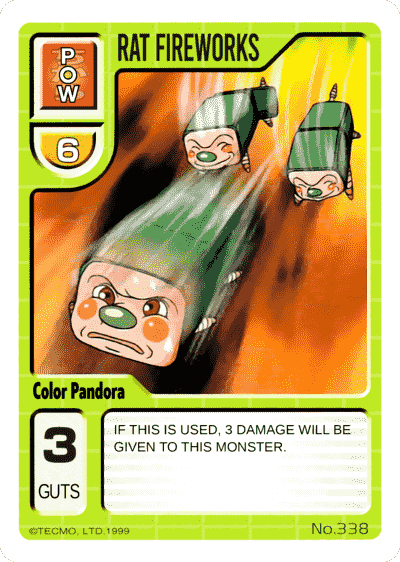 RAT FIREWORKS
POW
6
Color Pandora
3
GUTS
IF THIS IS USED, 3 DAMAGE WILL BE
GIVEN TO THIS MONSTER.
©TECMO, LTD.1999
No.338